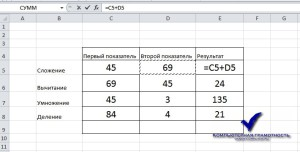 СУММ =C5+D5
A B C D E
1
2
3
4 Первый показатель Второй показатель Результат
5 Сложение 45 69 =C5+D5
6 Вычитание 69 45 24
7 Умножение 45 3 135
8 Деление 84 4 21
9
10
11
КОМПЬЮТЕРНАЯ ГРАМОТНОСТЬ